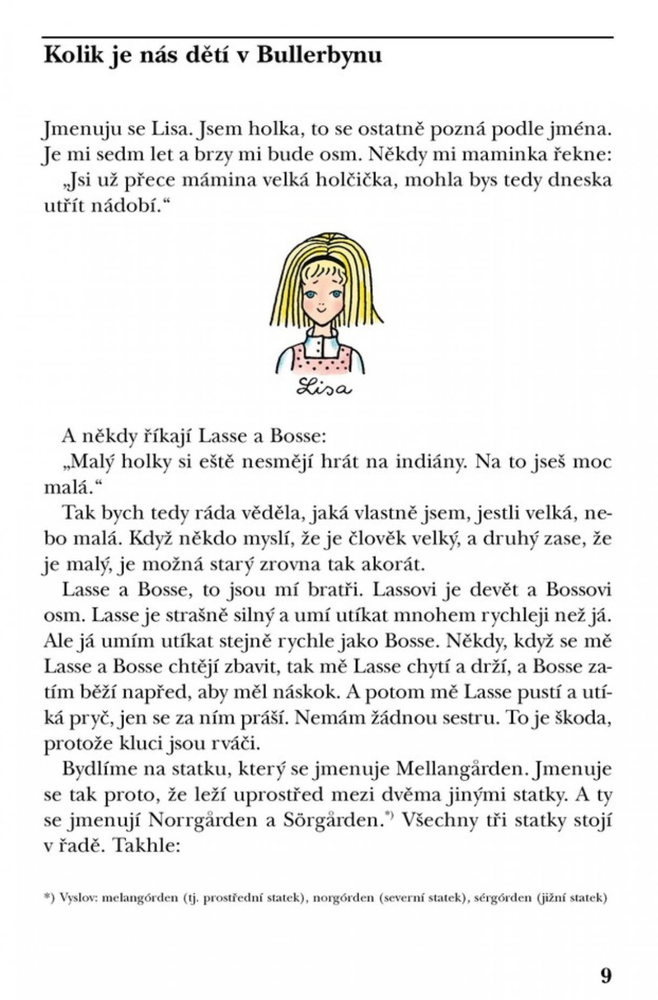 Kolik je nás dětí v Bullerbynu
Jmenuju se Lisa. Jsem holka, to se ostatně pozná podle jména.
Je mi sedm let a brzy mi bude osm. Někdy mi maminka řekne:
„Jsi už přece mámina velká holčička, mohla bys tedy dneska
utřít nádobí.“
Lisa
A někdy říkají Lasse a Bosse:
„Malý holky si eště nesmějí hrát na indiány. Na to jseš moc
malá.“
Tak bych tedy ráda věděla, jaká vlastně jsem, jestli velká, ne-
bo malá. Když někdo myslí, že je člověk velký, a druhý zase, že
je malý, je možná starý zrovna tak akorát.
Lasse a Bosse, to jsou mí bratři. Lassovi je devět a Bossovi
osm. Lasse je strašně silný a umí utíkat mnohem rychleji než já.
Ale já umím utíkat stejně rychle jako Bosse. Někdy, když se mě
Lasse a Bosse chtějí zbavit, tak mě Lasse chytí a drží, a Bosse za-
tím běží napřed, aby měl náskok. A potom mě Lasse pustí a utí-
ká pryč, jen se za ním práší. Nemám žádnou sestru. To je škoda,
protože kluci jsou rváči.
Bydlíme na statku, který se jmenuje Mellangården. Jmenuje
se tak proto, že leží uprostřed mezi dvěma jinými statky. A ty
se jmenují Norrgården a Sörgården.*) Všechny tři statky stojí
v řadě. Takhle:
*) Vyslov: melangórden (tj. prostřední statek), norgórden (severní statek), sérgórden (jižní statek)
9